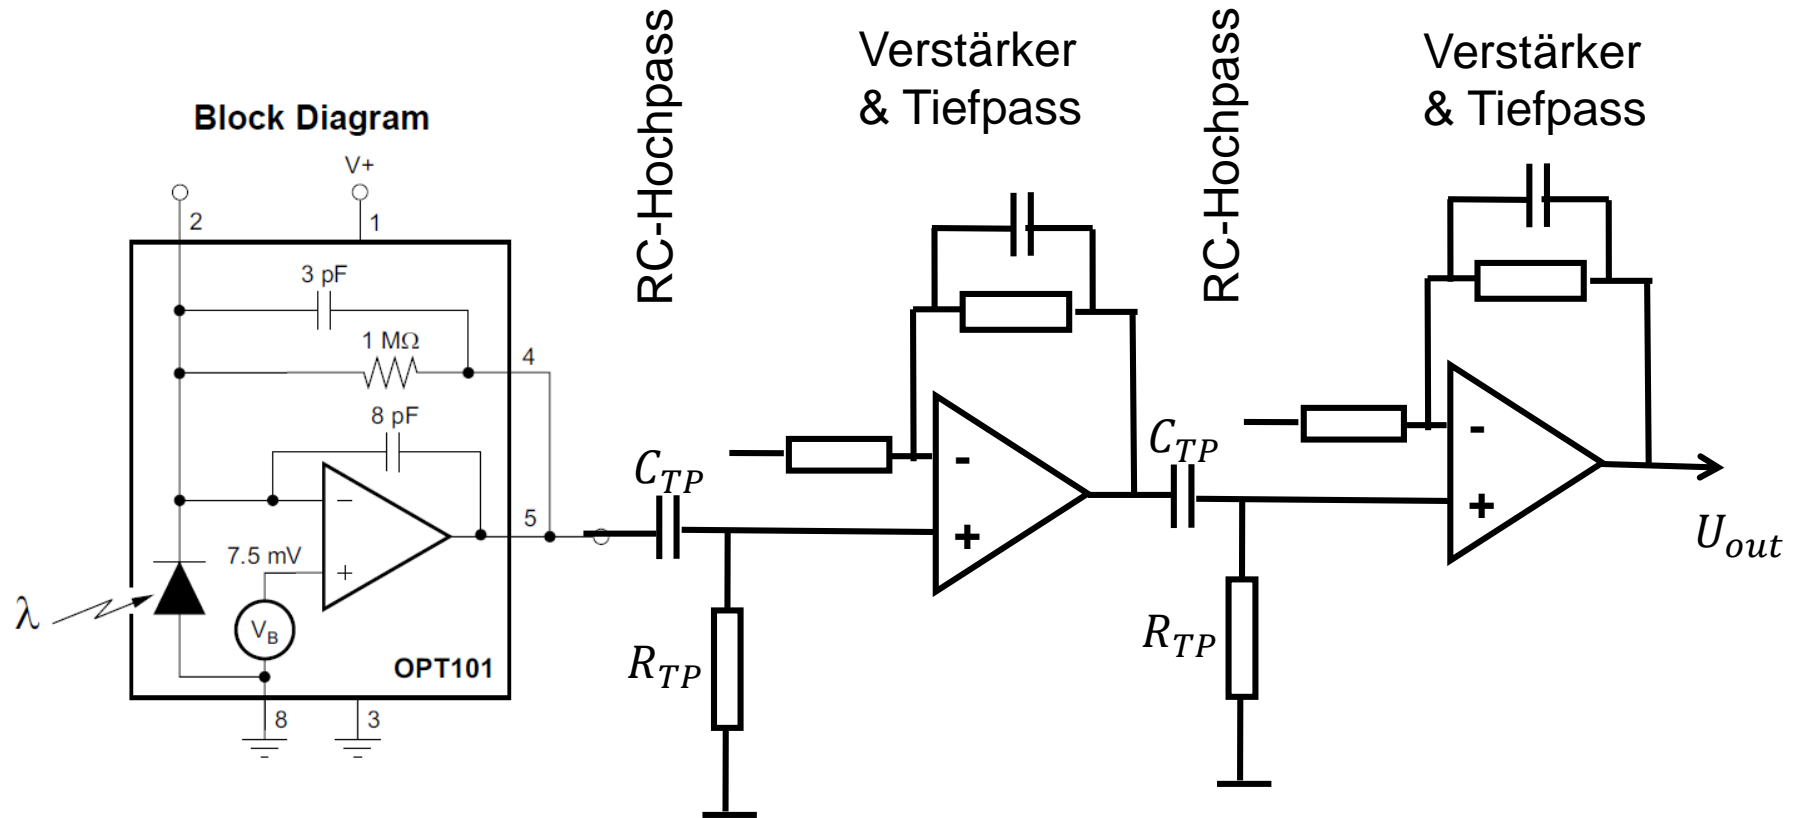 RC-Hochpass
Verstärker
& Tiefpass
RC-Hochpass
Verstärker
& Tiefpass
Block Diagram
V+
2
1
3 pF
1 MΩ
4
8 pF
5
7.5 mV
−
+
λ
V_B
OPT101
8
3
C_TP
R_TP
-
+
C_TP
R_TP
-
+
U_out